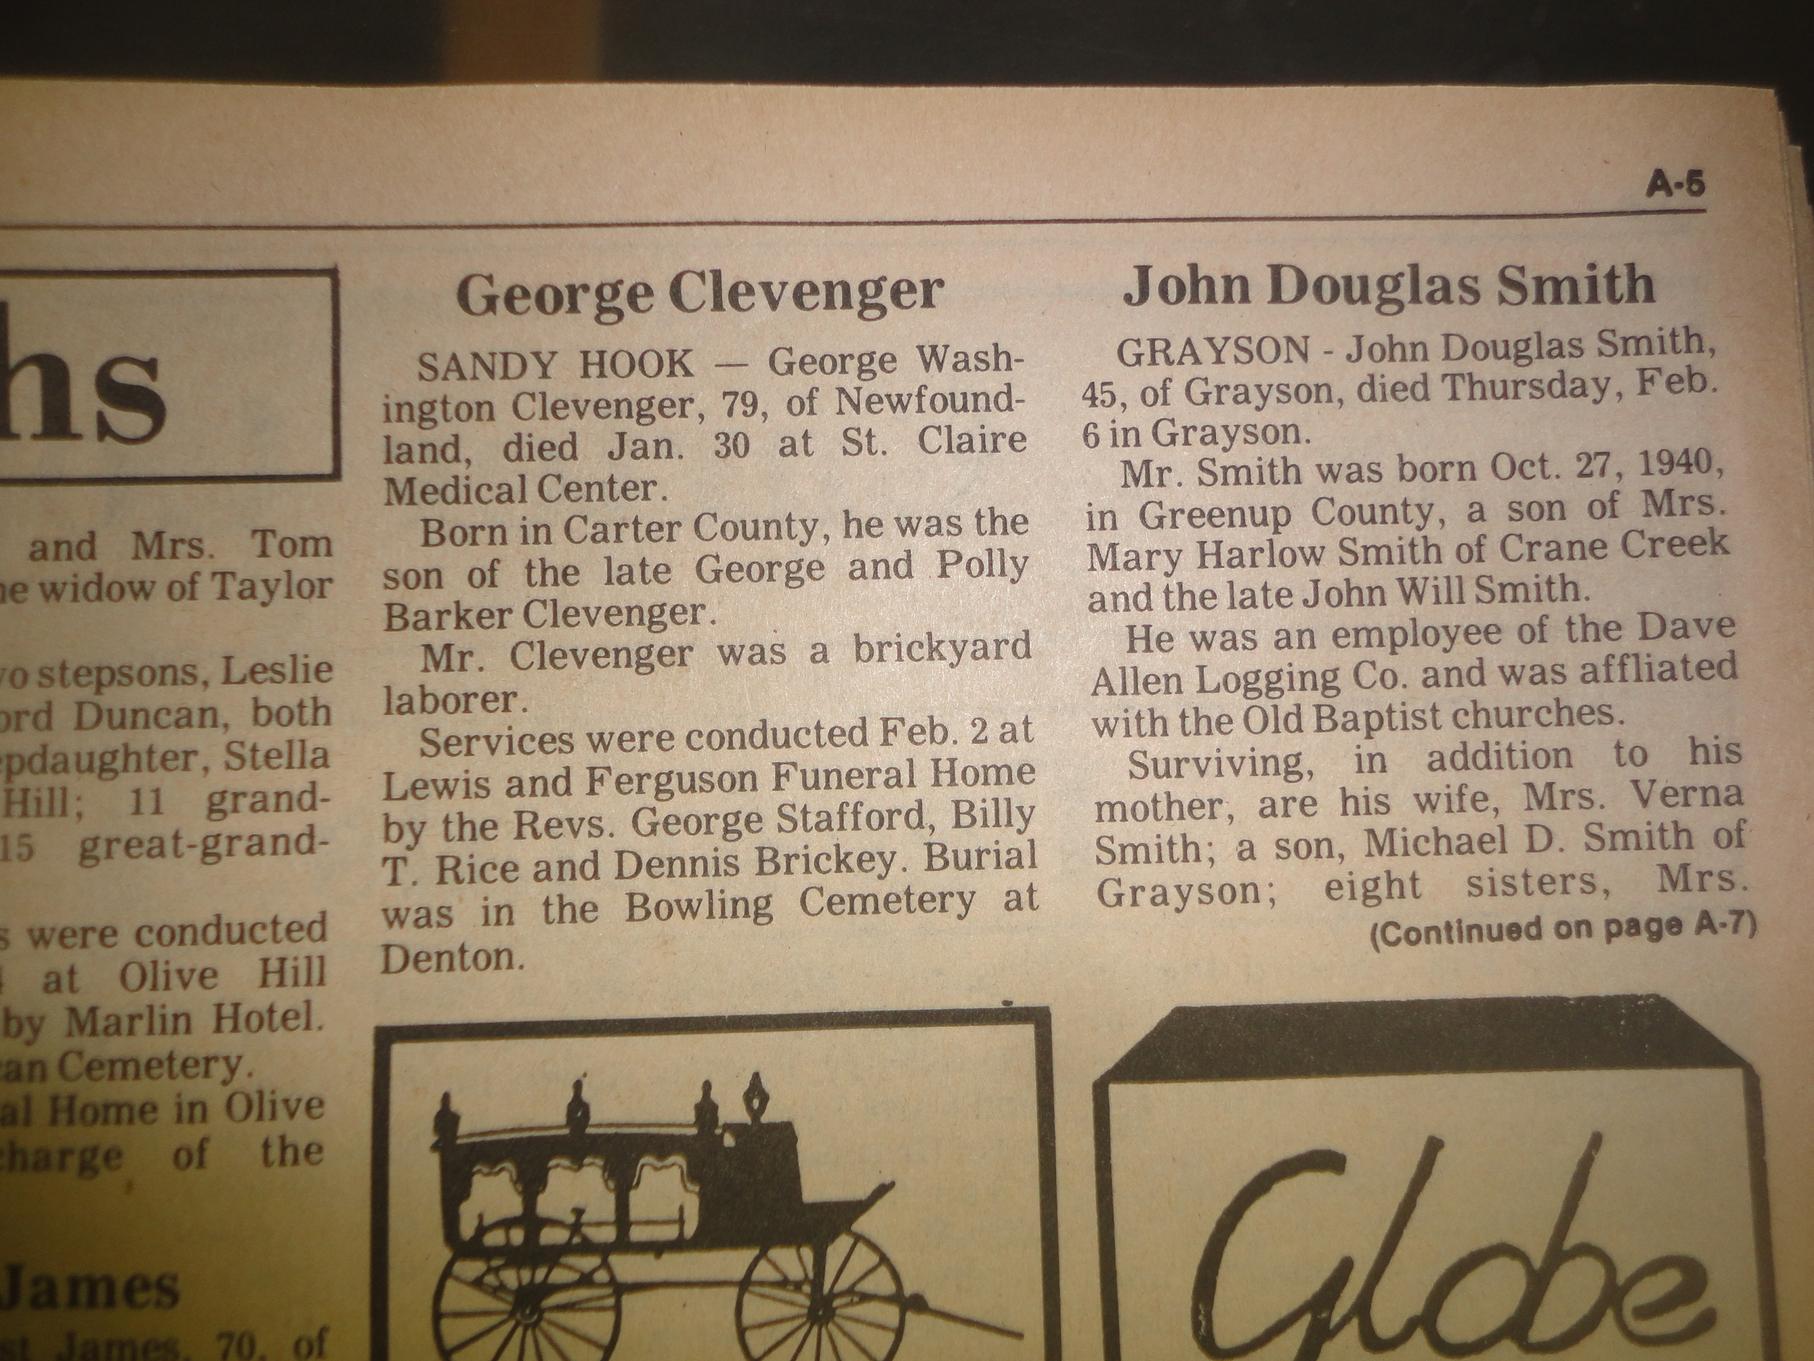 A-5
hs
and Mrs. Tom
widow of Taylor
stepsons, Leslie
Duncan, both
Stella
Hill; 11 grand-
15 great-grand-
were conducted
at Olive Hill
by Marlin Hotel.
Cemetery.
Home in Olive
charge of the
James
James, 70, of
George Clevenger
SANDY HOOK — George Wash-
ington Clevenger, 79, of Newfound-
land, died Jan. 30 at St. Claire
Medical Center.
Born in Carter County, he was the
son of the late George and Polly
Barker Clevenger.
Mr. Clevenger was a brickyard
laborer.
Services were conducted Feb. 2 at
Lewis and Ferguson Funeral Home
by the Revs. George Stafford, Billy
T. Rice and Dennis Brickey. Burial
was in the Bowling Cemetery at
Denton.
John Douglas Smith
GRAYSON - John Douglas Smith,
45, of Grayson, died Thursday, Feb.
6 in Grayson.
Mr. Smith was born Oct. 27, 1940,
in Greenup County, a son of Mrs.
Mary Harlow Smith of Crane Creek
and the late John Will Smith.
He was an employee of the Dave
Allen Logging Co. and was affliated
with the Old Baptist churches.
Surviving, in addition to his
mother, are his wife, Mrs. Verna
Smith; a son, Michael D. Smith of
Grayson; eight sisters, Mrs.
(Continued on page A-7)
Globe